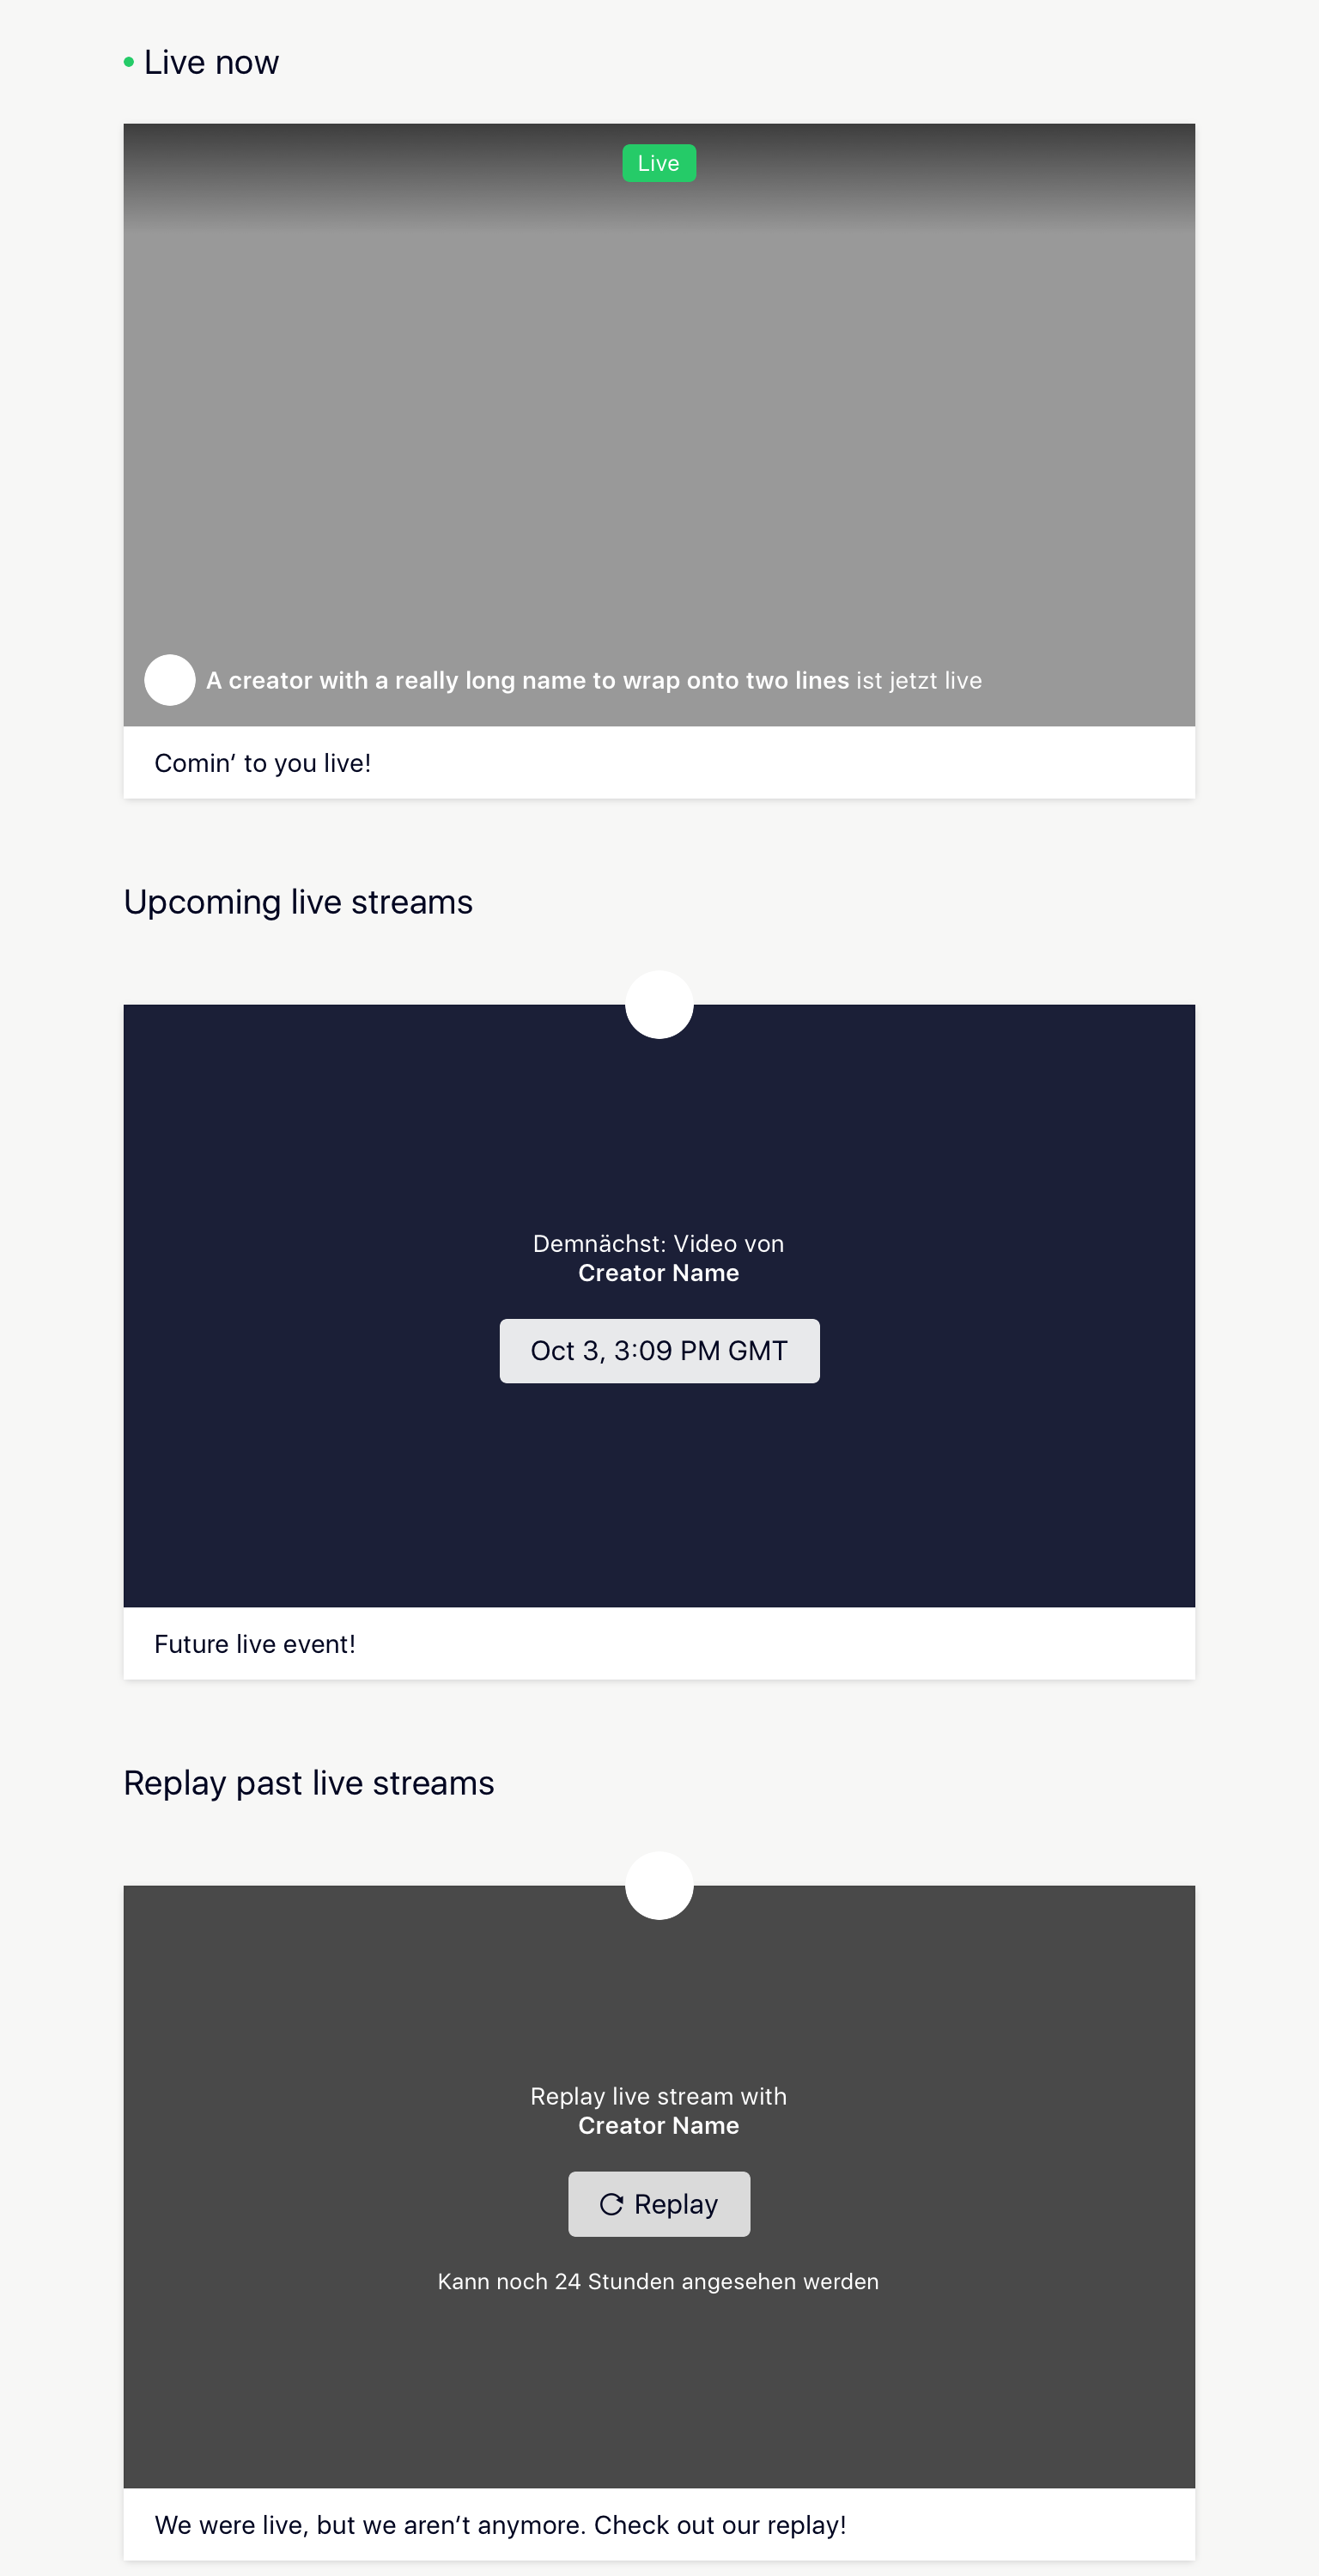 Live now
Live
A creator with a really long name to wrap onto two lines ist jetzt live
Comin’ to you live!
Upcoming live streams
Demnächst: Video von
Creator Name
Oct 3, 3:09 PM GMT
Future live event!
Replay past live streams
Replay live stream with
Creator Name
Replay
Kann noch 24 Stunden angesehen werden
We were live, but we aren’t anymore. Check out our replay!